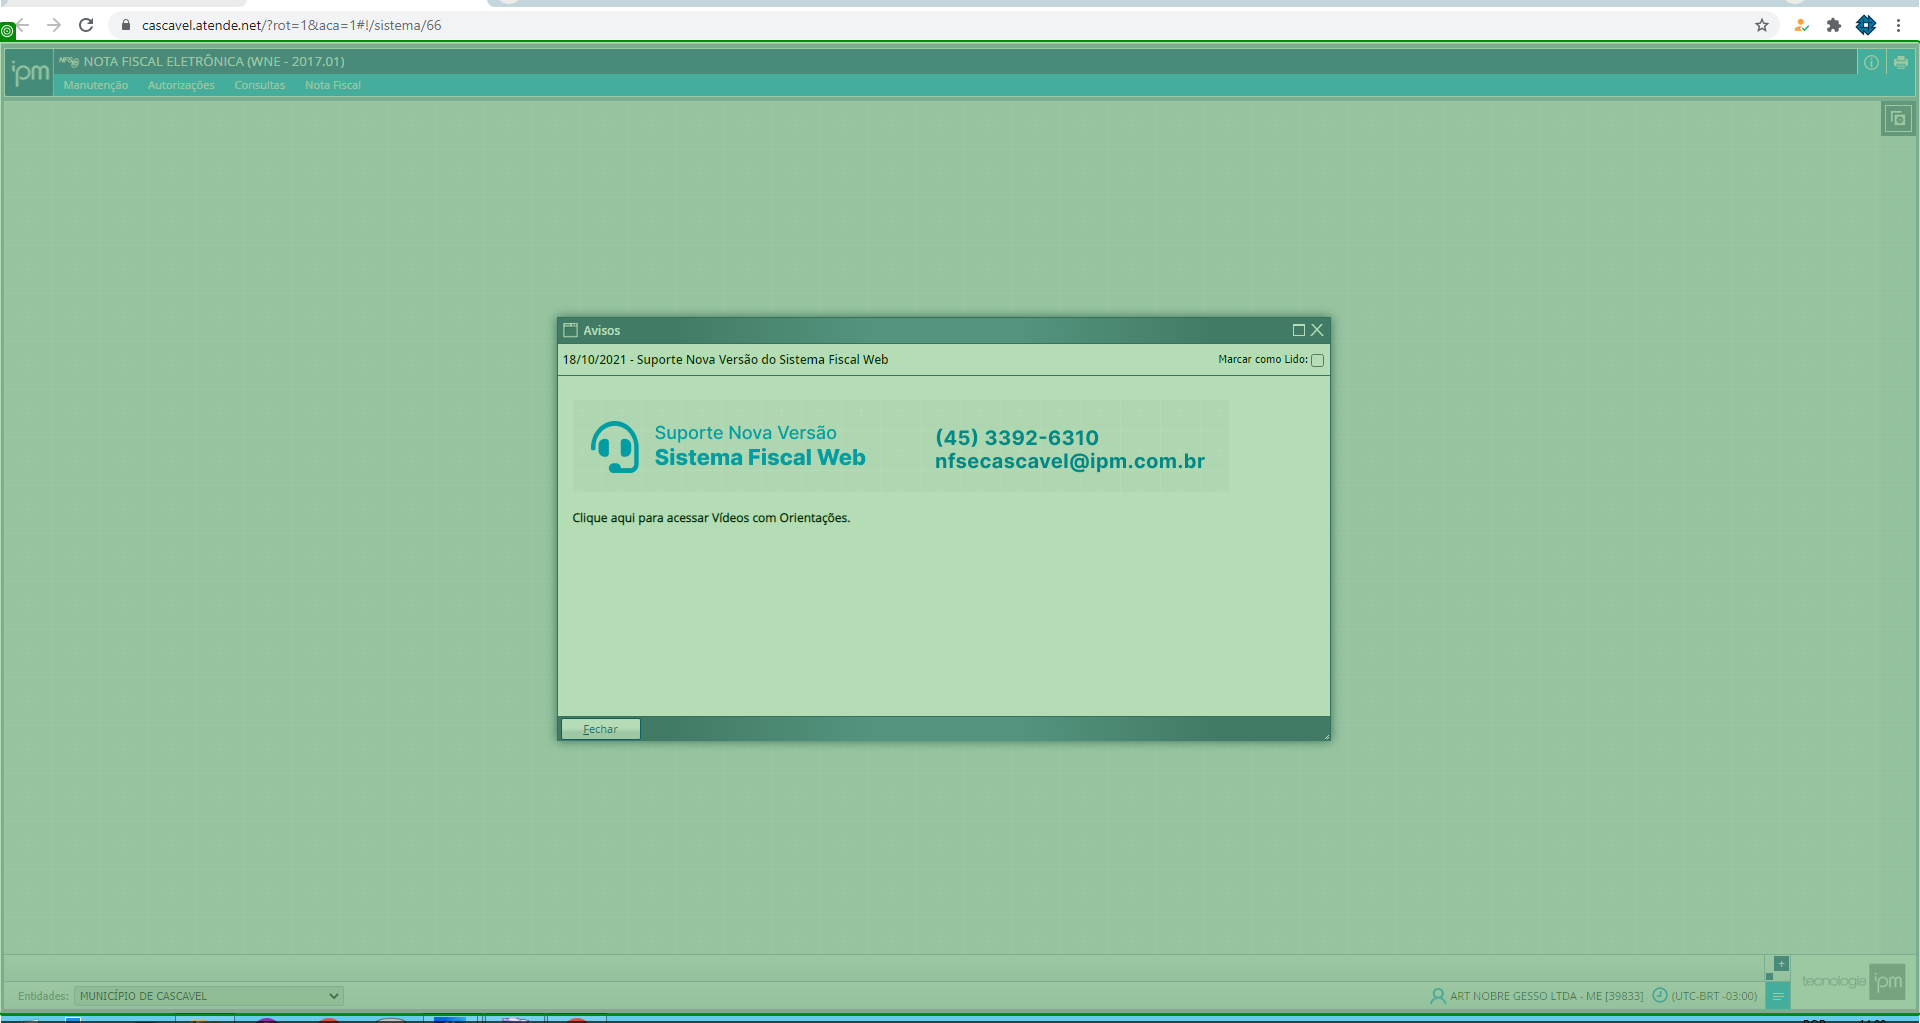 cascavel.atende.net/?rot=1&aca=1#!/sistema/66
ipm
NFS-e NOTA FISCAL ELETRÔNICA (WNE - 2017.01)
Manutenção Autorizações Consultas Nota Fiscal
Avisos
18/10/2021 - Suporte Nova Versão do Sistema Fiscal Web
Marcar como Lido:
Suporte Nova Versão
Sistema Fiscal Web
(45) 3392-6310
nfsecascavel@ipm.com.br
Clique aqui para acessar Vídeos com Orientações.
Fechar
Entidades: MUNICÍPIO DE CASCAVEL
ART NOBRE GESSO LTDA - ME [39833] (UTC-BRT -03:00)
tecnologia ipm